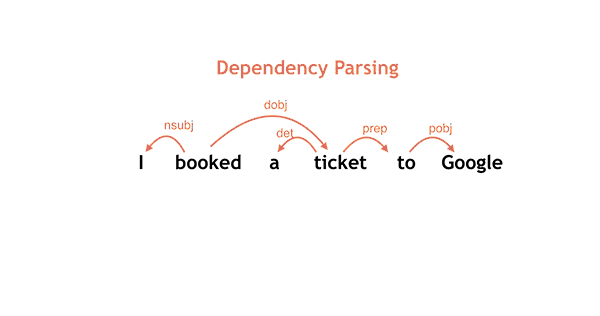 Dependency Parsing
dobj
nsubj det prep pobj
I booked a ticket to Google